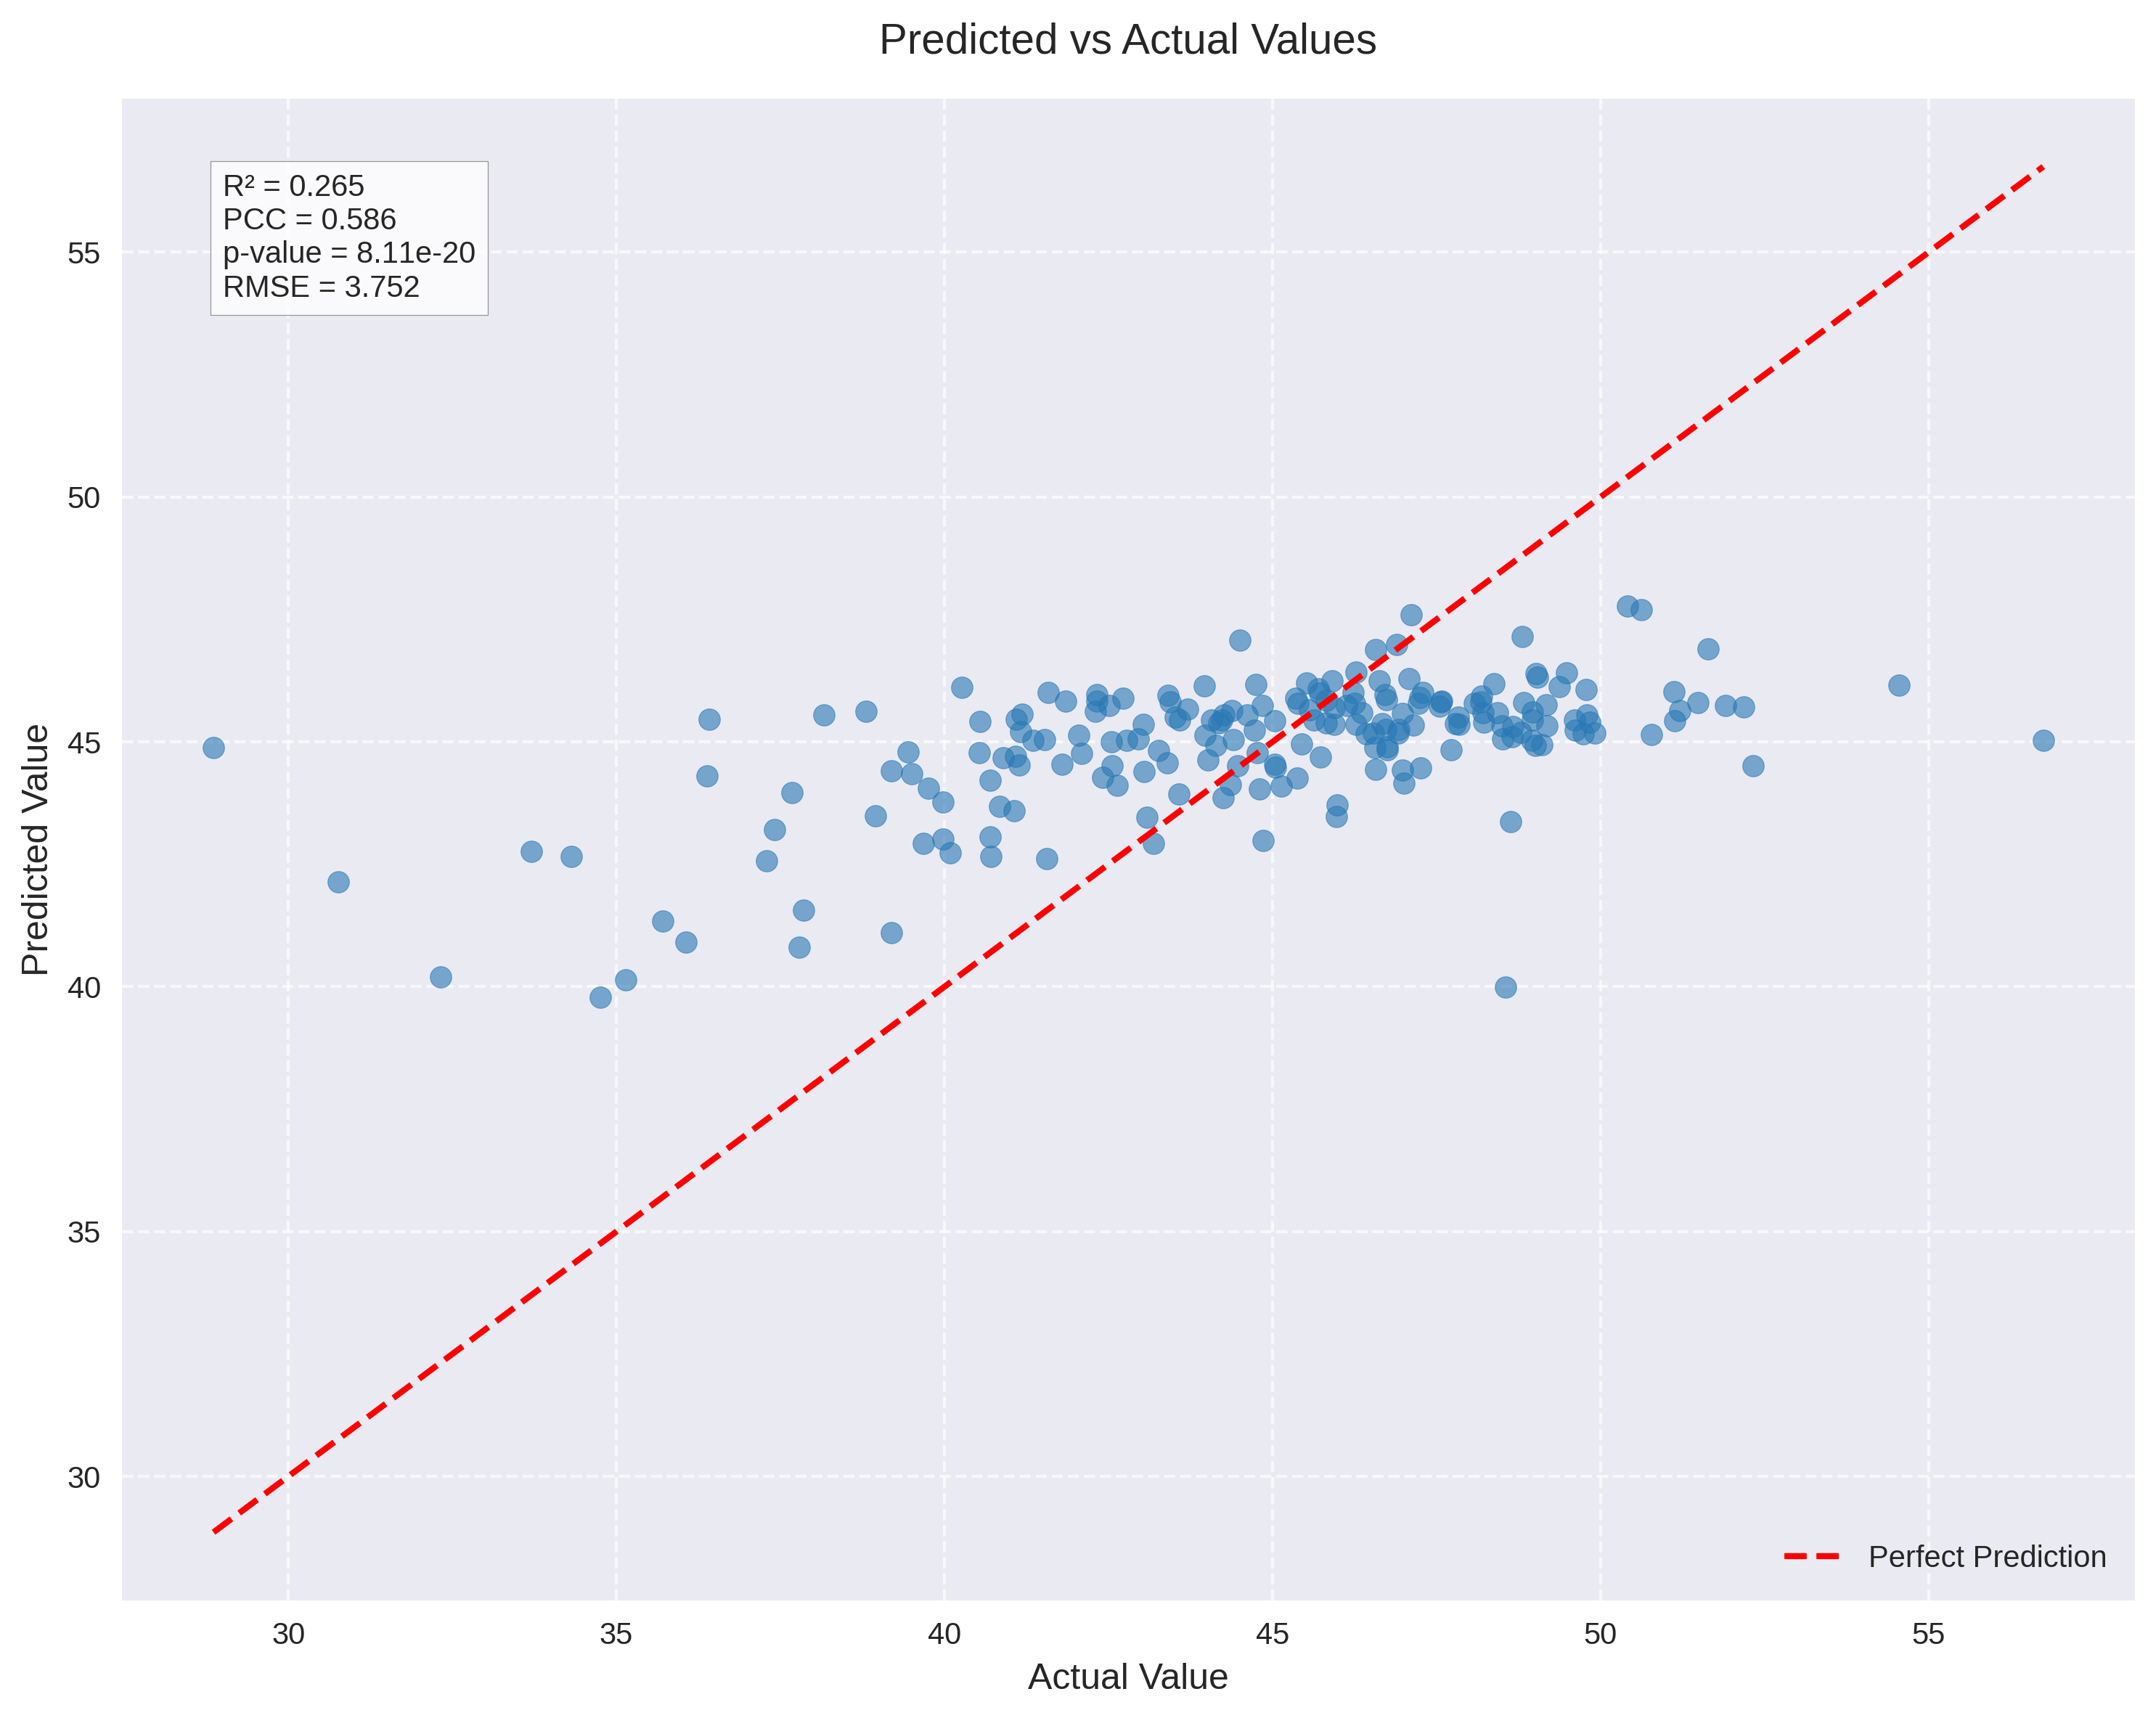 Predicted vs Actual Values
R² = 0.265
PCC = 0.586
p-value = 8.11e-20
RMSE = 3.752
55
50
45
40
35
30
Predicted Value
Perfect Prediction
30 35 40 45 50 55
Actual Value